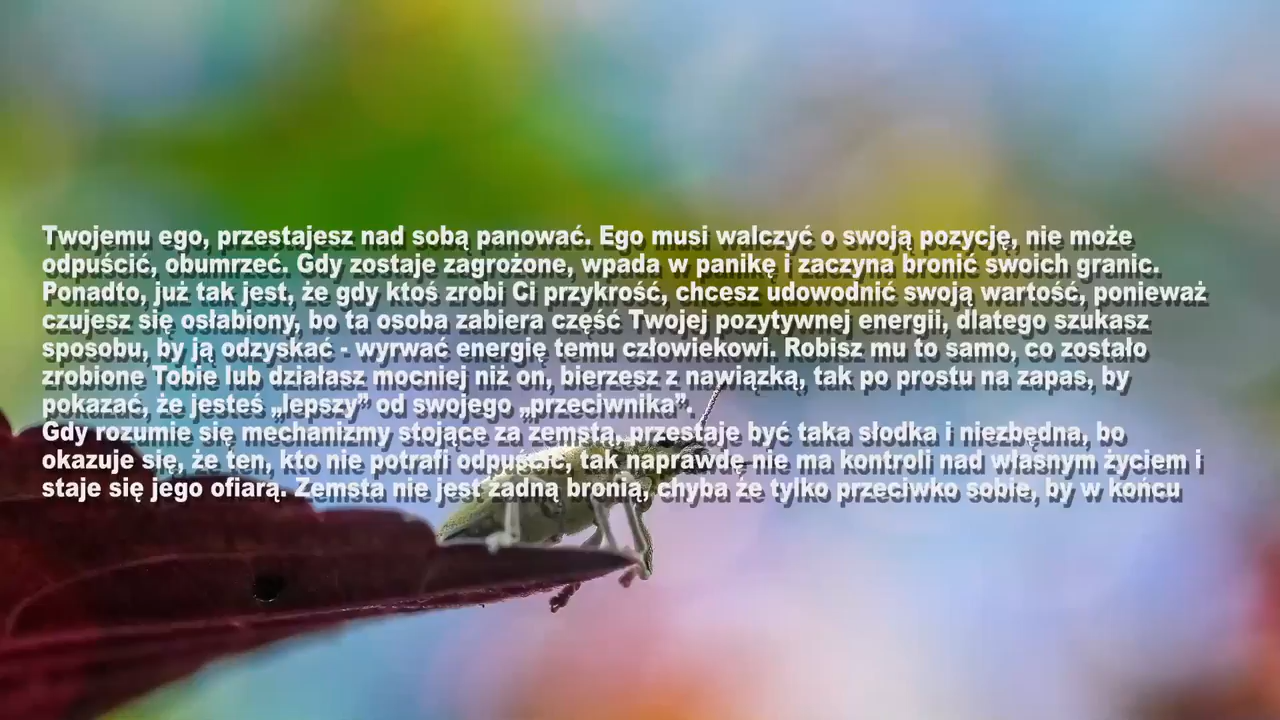 Twojemu ego, przestajesz nad sobą panować. Ego musi walczyć o swoją pozycję, nie może
odpuścić, obumrzeć. Gdy zostaje zagrożone, wpada w panikę i zaczyna bronić swoich granic.
Ponadto, już tak jest, że gdy ktoś zrobi Ci przykrość, chcesz udowodnić swoją wartość, ponieważ
czujesz się osłabiony, bo ta osoba zabiera część Twojej pozytywnej energii, dlatego szukasz
sposobu, by ją odzyskać - wyrwać energię temu człowiekowi. Robisz mu to samo, co zostało
zrobione Tobie lub działasz mocniej niż on, bierzesz z nawiązką, tak po prostu na zapas, by
pokazać, że jesteś „lepszy” od swojego „przeciwnika”.
Gdy rozumie się mechanizmy stojące za zemstą, przestaje być taka słodka i niezbędna, bo
okazuje się, że ten, kto nie potrafi odpuścić, tak naprawdę nie ma kontroli nad własnym życiem i
staje się jego ofiarą. Zemsta nie jest żadną bronią, chyba że tylko przeciwko sobie, by w końcu